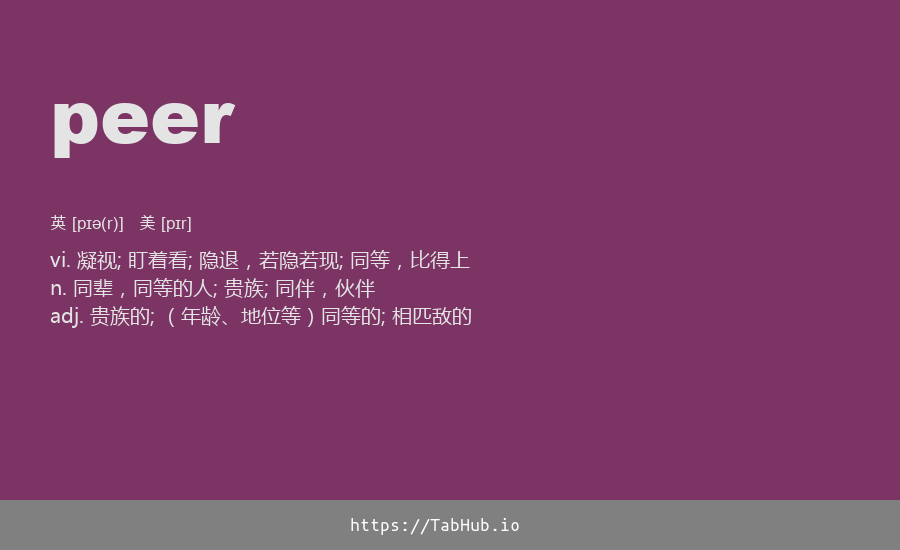 peer
英 [pɪə(r)] 美 [pɪr]
vi. 凝视; 盯着看; 隐退，若隐若现; 同等，比得上
n. 同辈，同等的人; 贵族; 同伴，伙伴
adj. 贵族的; （年龄、地位等）同等的; 相匹敌的
https://TabHub.io